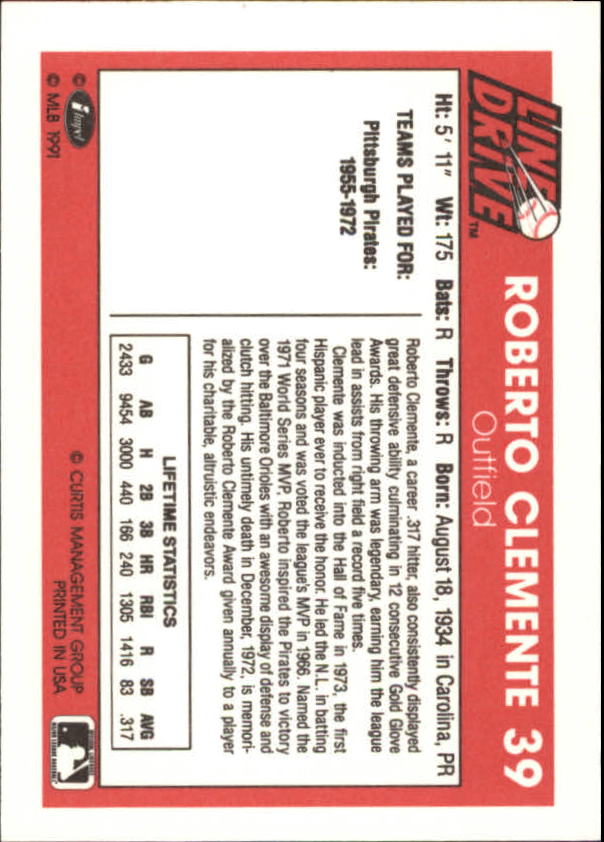 LINE
DRIVE™
ROBERTO CLEMENTE 39
Outfield
Ht: 5' 11" Wt: 175 Bats: R Throws: R Born: August 18, 1934 in Carolina, PR
TEAMS PLAYED FOR:
Pittsburgh Pirates:
1955-1972
Roberto Clemente, a career .317 hitter, also consistently displayed
great defensive ability culminating in 12 consecutive Gold Glove
Awards. His throwing arm was legendary, earning him the league
lead in assists from right field a record five times.
Clemente was inducted into the Hall of Fame in 1973, the first
Hispanic player ever to receive the honor. He led the N.L. in batting
four seasons and was voted the league's MVP in 1966. Named the
1971 World Series MVP, Roberto inspired the Pirates to victory
over the Baltimore Orioles with an awesome display of defense and
clutch hitting. His untimely death in December, 1972, is memori-
alized by the Roberto Clemente Award given annually to a player
for his charitable, altruistic endeavors.
LIFETIME STATISTICS
G AB H 2B 3B HR RBI R SB AVG
2433 9454 3000 440 166 240 1305 1416 83 .317
© Impel
© MLB 1991
© CURTIS MANAGEMENT GROUP
PRINTED IN USA